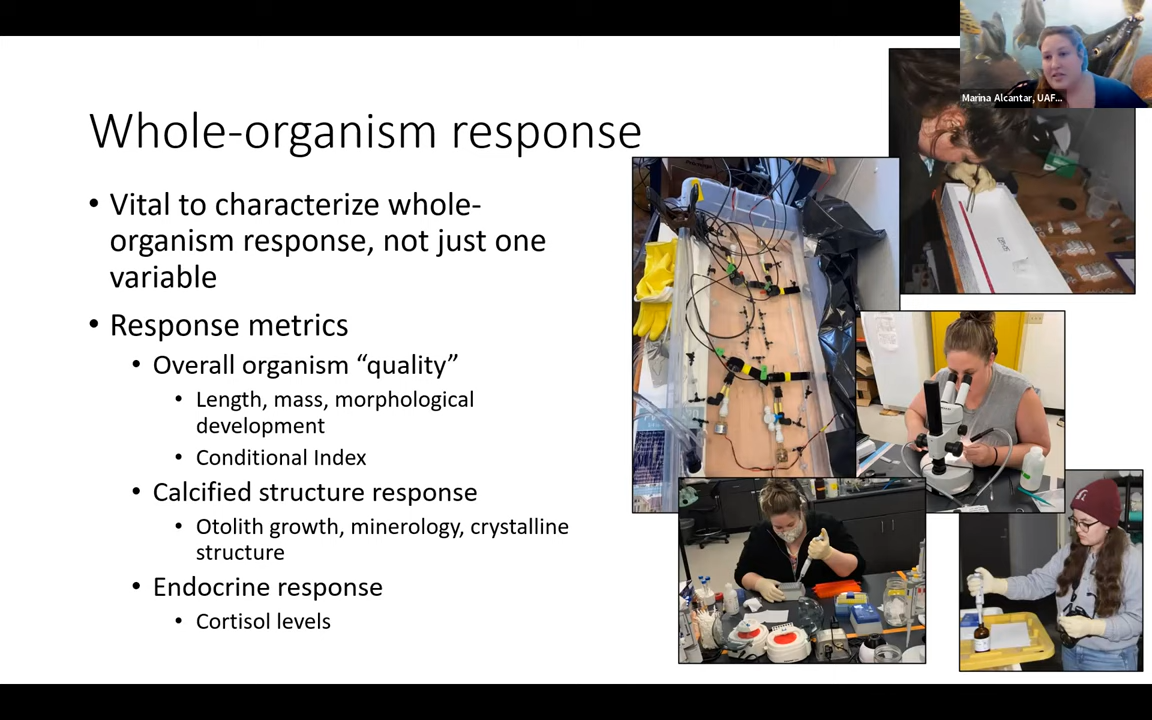 Marina Alcantar, UAF...
Whole-organism response
• Vital to characterize whole-
organism response, not just one
variable
• Response metrics
• Overall organism “quality”
• Length, mass, morphological
development
• Conditional Index
• Calcified structure response
• Otolith growth, minerology, crystalline
structure
• Endocrine response
• Cortisol levels